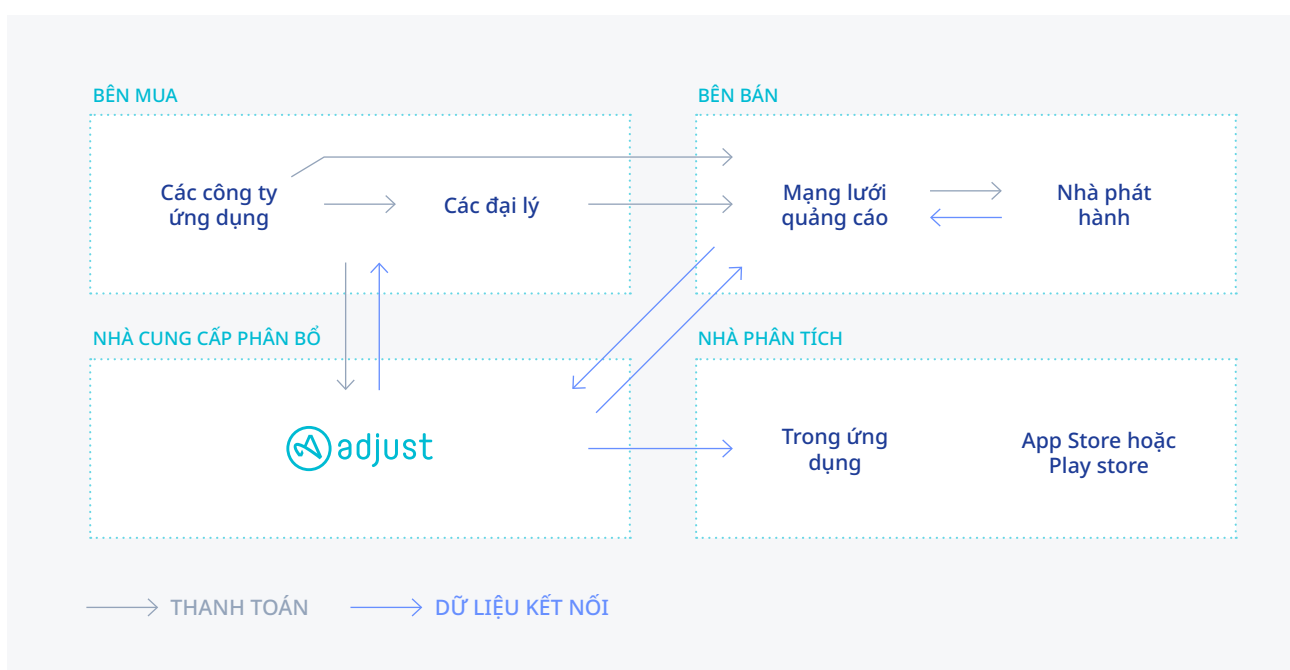 BÊN MUA
Các công ty
ứng dụng
Các đại lý
BÊN BÁN
Mạng lưới
quảng cáo
Nhà phát
hành
NHÀ CUNG CẤP PHÂN BỔ
adjust
NHÀ PHÂN TÍCH
Trong ứng
dụng
App Store hoặc
Play store
THANH TOÁN
DỮ LIỆU KẾT NỐI